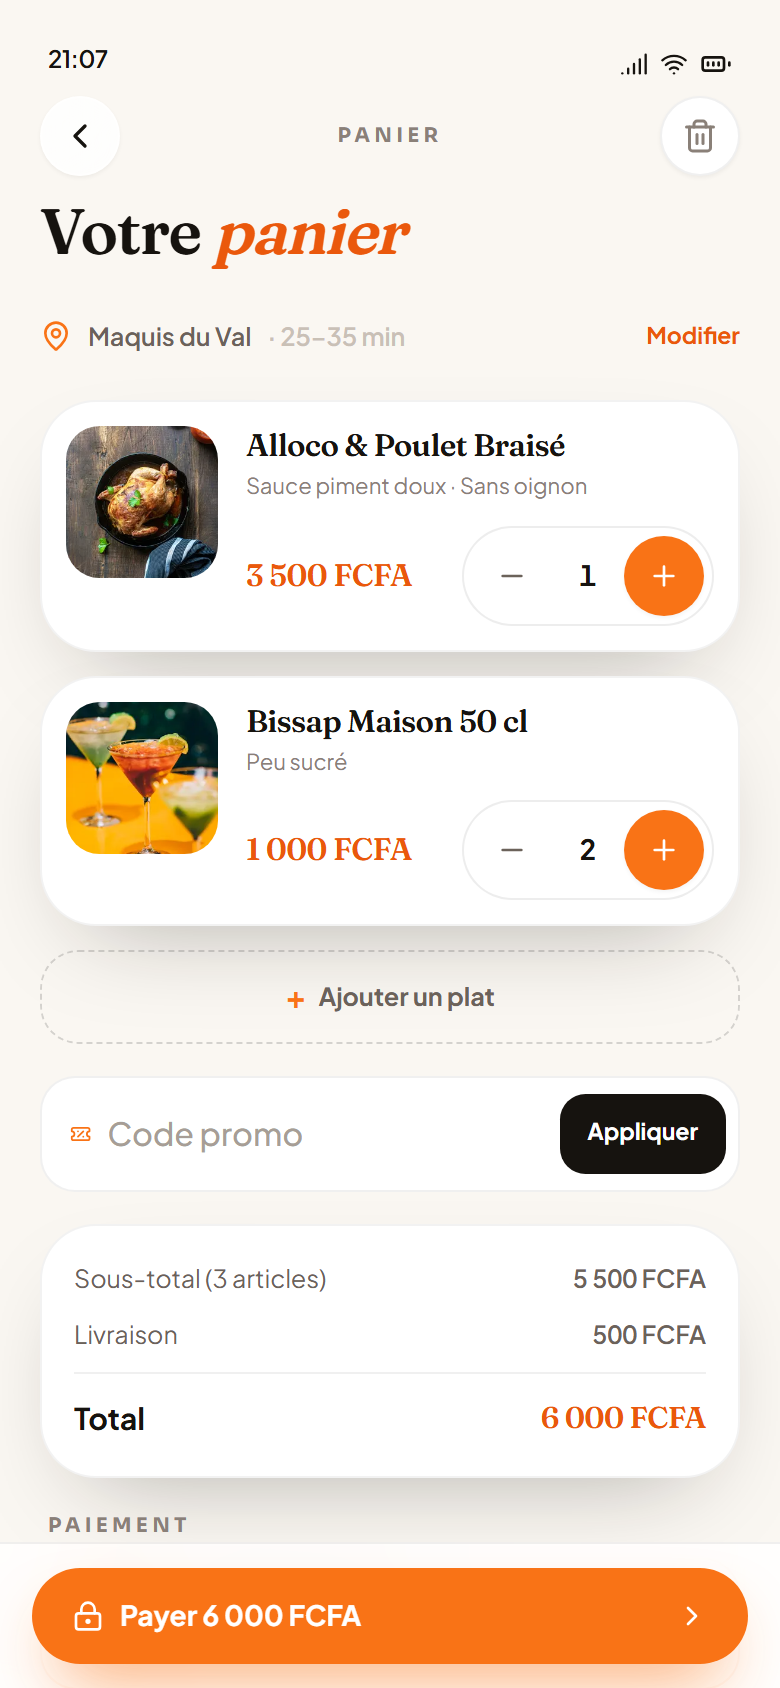 21:07
PANIER
Votre panier
Maquis du Val · 25–35 min
Modifier
Alloco & Poulet Braisé
Sauce piment doux · Sans oignon
3 500 FCFA
− 1 +
Bissap Maison 50 cl
Peu sucré
1 000 FCFA
− 2 +
+ Ajouter un plat
Code promo
Appliquer
Sous-total (3 articles) 5 500 FCFA
Livraison 500 FCFA
Total 6 000 FCFA
PAIEMENT
Payer 6 000 FCFA